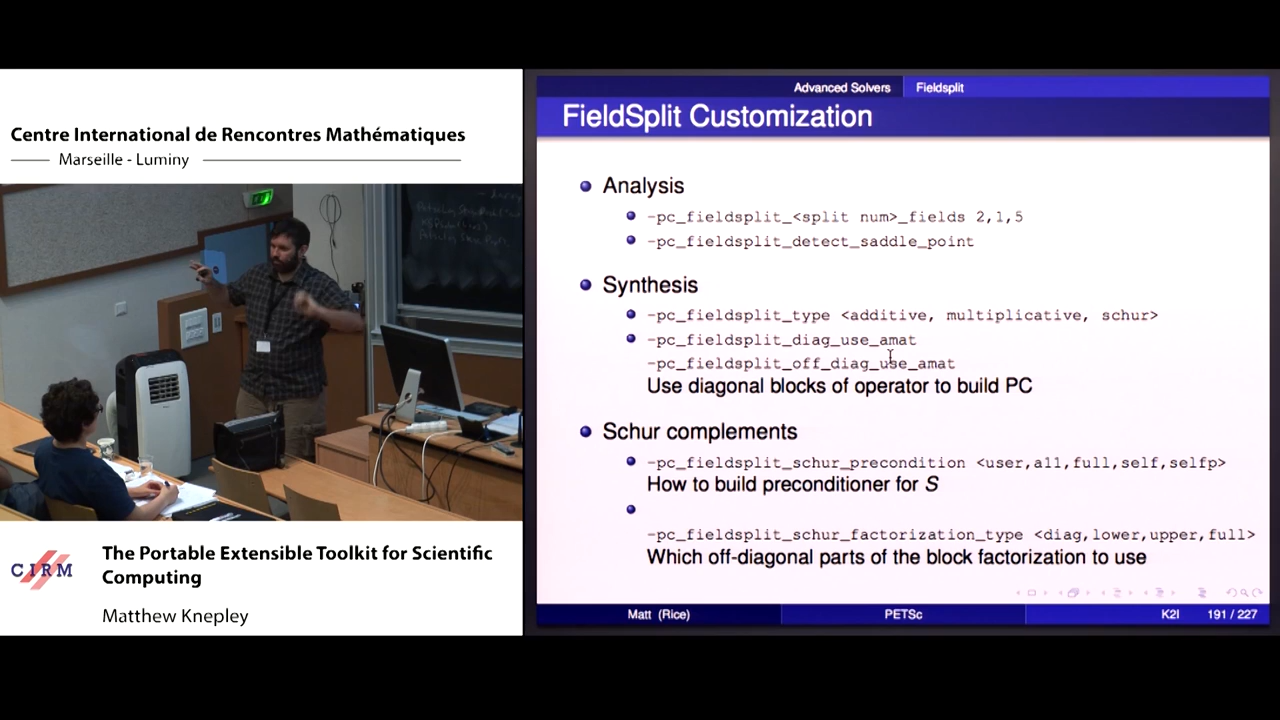 Centre International de Rencontres Mathématiques
Marseille - Luminy
The Portable Extensible Toolkit for Scientific
Computing
CIRM
Matthew Knepley
Advanced Solvers Fieldsplit
FieldSplit Customization
Analysis
-pc_fieldsplit_<split num>_fields 2,1,5
-pc_fieldsplit_detect_saddle_point
Synthesis
-pc_fieldsplit_type <additive, multiplicative, schur>
-pc_fieldsplit_diag_use_amat
-pc_fieldsplit_off_diag_use_amat
Use diagonal blocks of operator to build PC
Schur complements
-pc_fieldsplit_schur_precondition <user,a11,full,self,selfp>
How to build preconditioner for S
-pc_fieldsplit_schur_factorization_type <diag,lower,upper,full>
Which off-diagonal parts of the block factorization to use
Matt (Rice) PETSc K2I 191 / 227